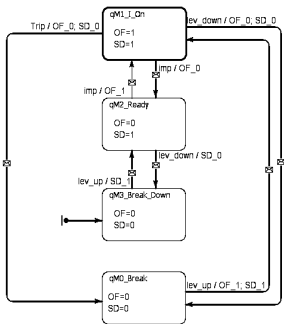 qM1_I_On
Trip / OF_0; SD_0
lev_down / OF_0; SD_0
OF=1
SD=1
imp / OF_0
imp / OF_1
qM2_Ready
OF=0
SD=1
lev_down / SD_0
lev_up / SD_1
qM3_Break_Down
OF=0
SD=0
qM0_Break
lev_up / OF_1; SD_1
OF=0
SD=0